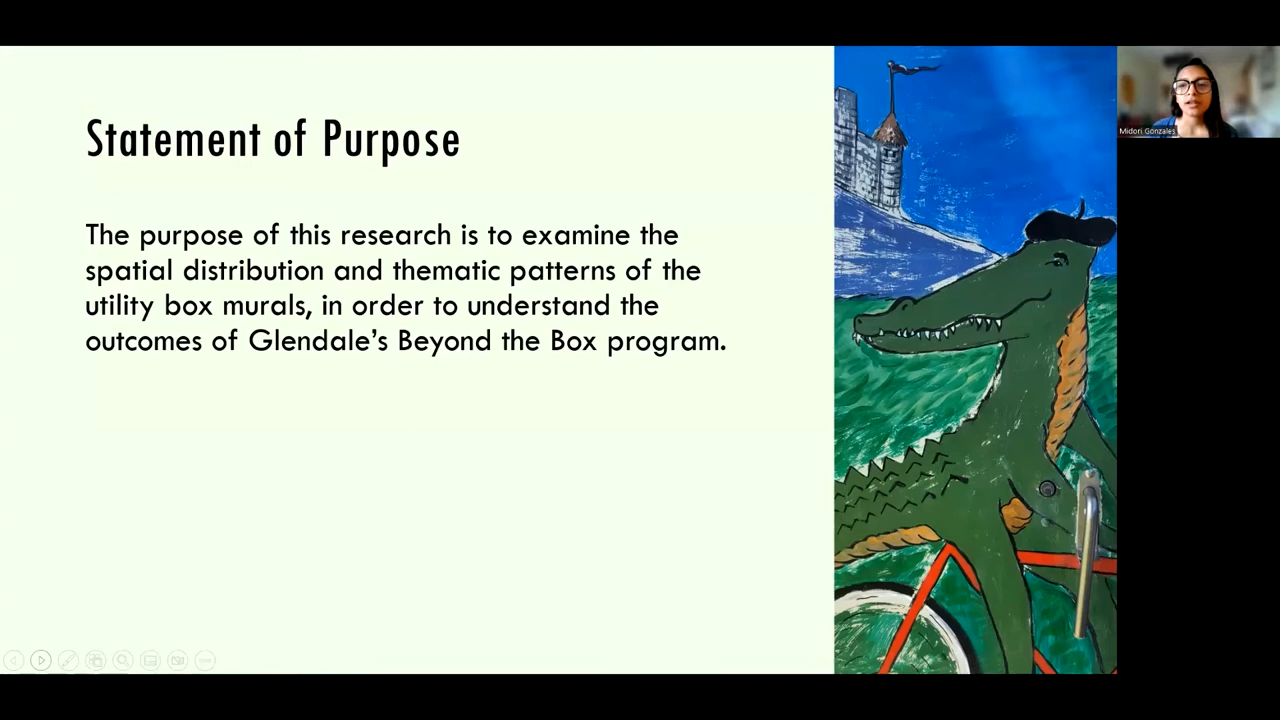 Statement of Purpose
The purpose of this research is to examine the
spatial distribution and thematic patterns of the
utility box murals, in order to understand the
outcomes of Glendale’s Beyond the Box program.
Midori Gonzales